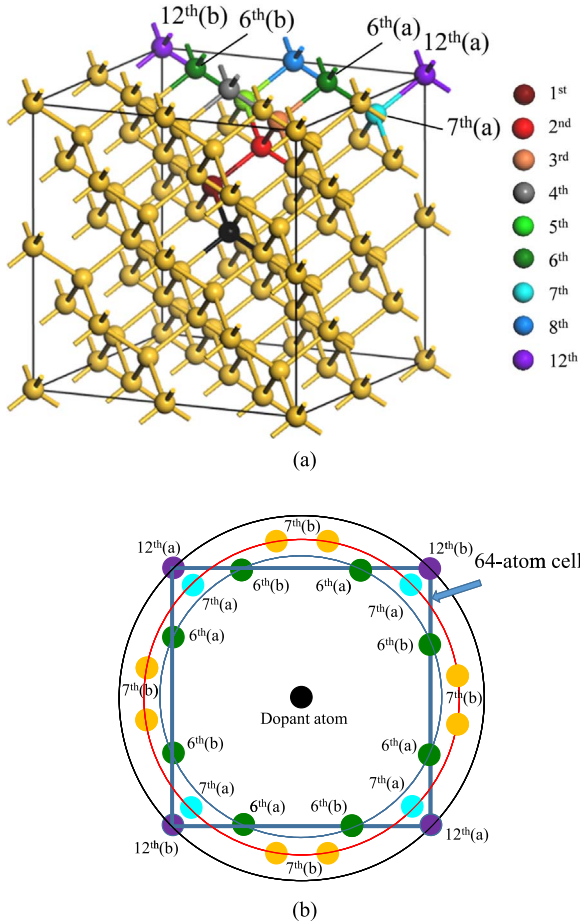 12th(b)
6th(b)
6th(a)
12th(a)
7th(a)
1st
2nd
3rd
4th
5th
6th
7th
8th
12th
(a)
7th(b)
12th(a)
12th(b)
64-atom cell
6th(b)
6th(a)
7th(a)
7th(a)
6th(a)
6th(b)
7th(b)
7th(b)
Dopant atom
6th(b)
6th(a)
7th(a)
7th(a)
6th(a)
6th(b)
12th(b)
12th(a)
7th(b)
(b)